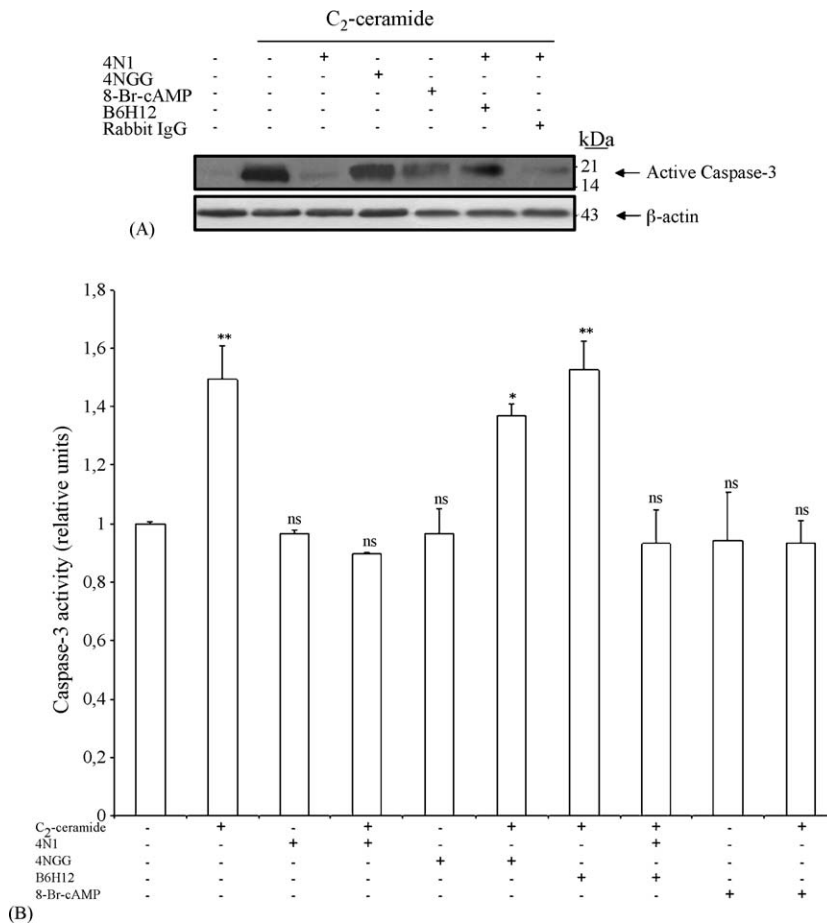 C2-ceramide
4N1 - - + - - + +
4NGG - - - + - - -
8-Br-cAMP - - - - + - -
B6H12 - - - - - + -
Rabbit IgG - - - - - - +
kDa
21
Active Caspase-3
14
43
β-actin
(A)
Caspase-3 activity (relative units)
1,8
1,6
1,4
1,2
1
0,8
0,6
0,4
0,2
0
** ns ns ns * ** ns ns ns
C2-ceramide - + - + - + + + - +
4N1 - - + + - - - + - -
4NGG - - - - + + - - - -
B6H12 - - - - - - + + - -
8-Br-cAMP - - - - - - - - + +
(B)